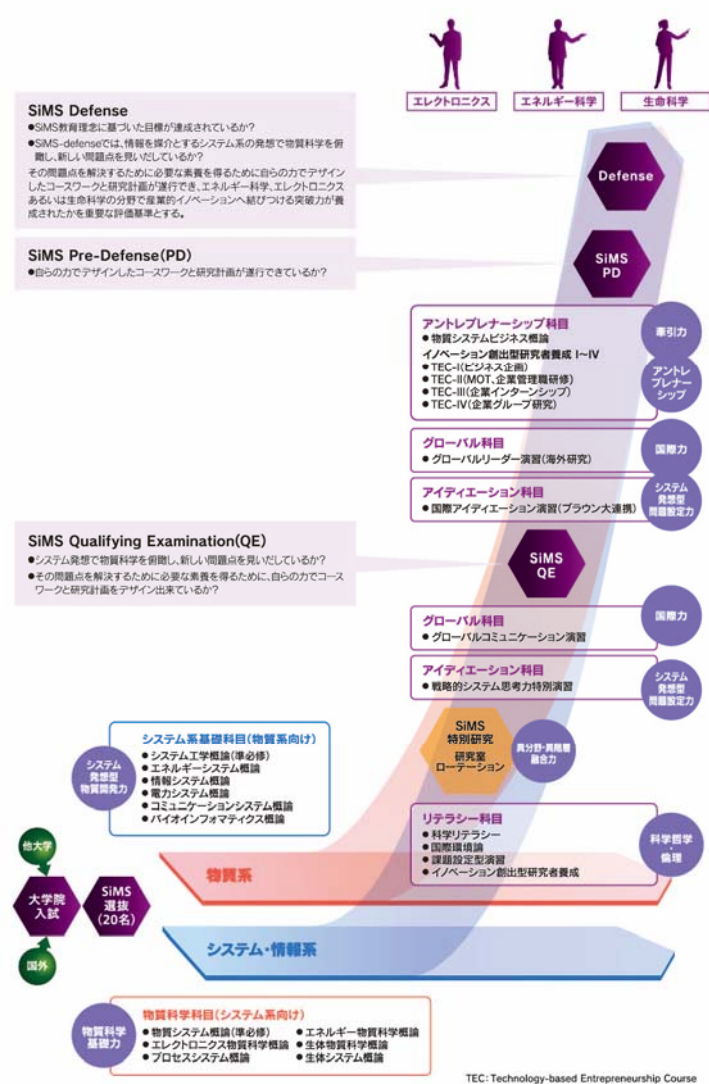 エレクトロニクス
エネルギー科学
生命科学
SiMS Defense
●SiMS教育理念に基づいた目標が達成されているか?
●SiMS-defenseでは、情報を媒介とするシステム系の発想で物質科学を俯
瞰し、新しい問題点を見いだしているか?
その問題点を解決するために必要な素養を得るために自らの力でデザイン
したコースワークと研究計画が遂行でき、エネルギー科学、エレクトロニクス
あるいは生命科学の分野で産業的イノベーションへ結びつける突破力が養
成されたかを重要な評価基準とする。
Defense
SiMS Pre-Defense(PD)
●自らの力でデザインしたコースワークと研究計画が遂行できているか?
SiMS
PD
アントレプレナーシップ科目
● 物質システムビジネス概論
イノベーション創出型研究者養成 I〜IV
● TEC-I(ビジネス企画)
● TEC-II(MOT、企業管理職研修)
● TEC-III(企業インターンシップ)
● TEC-IV(企業グループ研究)
牽引力
アントレ
プレナー
シップ
グローバル科目
● グローバルリーダー演習(海外研究)
国際力
アイディエーション科目
● 国際アイディエーション演習(ブラウン大連携)
システム
発想型
問題設定力
SiMS Qualifying Examination(QE)
●システム発想で物質科学を俯瞰し、新しい問題点を見いだしているか?
●その問題点を解決するために必要な素養を得るために、自らの力でコース
ワークと研究計画をデザイン出来ているか?
SiMS
QE
グローバル科目
● グローバルコミュニケーション演習
国際力
アイディエーション科目
● 戦略的システム思考力特別演習
システム
発想型
問題設定力
SiMS
特別研究
研究室
ローテーション
異分野・異階層
融合力
システム系基礎科目(物質系向け)
● システム工学概論(準必修)
● エネルギーシステム概論
● 情報システム概論
● 電力システム概論
● コミュニケーションシステム概論
● バイオインフォマティクス概論
システム
発想型
物質開発力
リテラシー科目
● 科学リテラシー
● 国際環境論
● 課題設定型演習
● イノベーション創出型研究者養成
科学哲学
・
倫理
他大学
大学院
入試
SiMS
選抜
(20名)
国外
物質系
システム・情報系
物質科学科目(システム系向け)
● 物質システム概論(準必修)
● エネルギー物質科学概論
● エレクトロニクス物質科学概論
● 生体物質科学概論
● プロセスシステム概論
● 生体システム概論
物質科学
基礎力
TEC: Technology-based Entrepreneurship Course